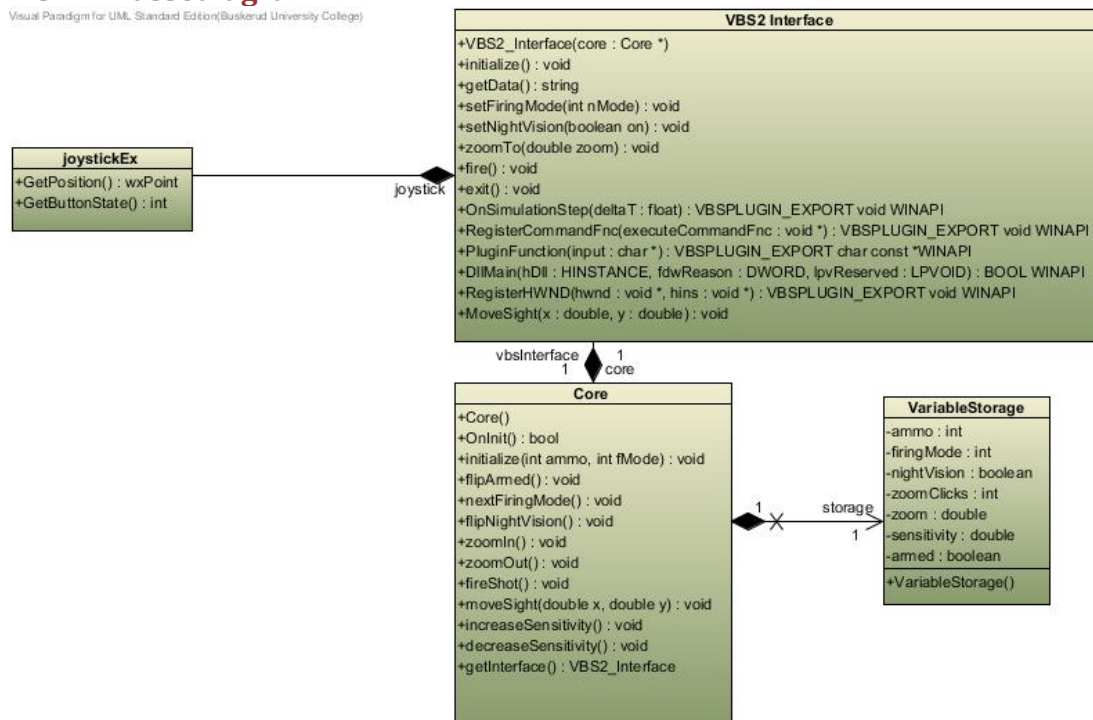 Visual Paradigm for UML Standard Edition(Buskerud University College)
VBS2 Interface
+VBS2_Interface(core : Core *)
+initialize() : void
+getData() : string
+setFiringMode(int nMode) : void
+setNightVision(boolean on) : void
+zoomTo(double zoom) : void
+fire() : void
+exit() : void
+OnSimulationStep(deltaT : float) : VBSPLUGIN_EXPORT void WINAPI
+RegisterCommandFnc(executeCommandFnc : void *) : VBSPLUGIN_EXPORT void WINAPI
+PluginFunction(input : char *) : VBSPLUGIN_EXPORT char const *WINAPI
+DllMain(hDll : HINSTANCE, fdwReason : DWORD, lpvReserved : LPVOID) : BOOL WINAPI
+RegisterHWND(hwnd : void *, hins : void *) : VBSPLUGIN_EXPORT void WINAPI
+MoveSight(x : double, y : double) : void
joystickEx
+GetPosition() : wxPoint
+GetButtonState() : int
joystick
vbsInterface 1
1 core
Core
+Core()
+OnInit() : bool
+initialize(int ammo, int fMode) : void
+flipArmed() : void
+nextFiringMode() : void
+flipNightVision() : void
+zoomIn() : void
+zoomOut() : void
+fireShot() : void
+moveSight(double x, double y) : void
+increaseSensitivity() : void
+decreaseSensitivity() : void
+getInterface() : VBS2_Interface
1 storage
1
VariableStorage
-ammo : int
-firingMode : int
-nightVision : boolean
-zoomClicks : int
-zoom : double
-sensitivity : double
-armed : boolean
+VariableStorage()